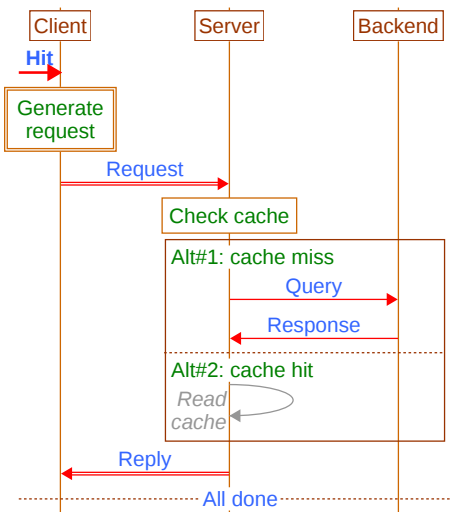 Client Server Backend
Hit
Generate
request
Request
Check cache
Alt#1: cache miss
Query
Response
Alt#2: cache hit
Read
cache
Reply
All done